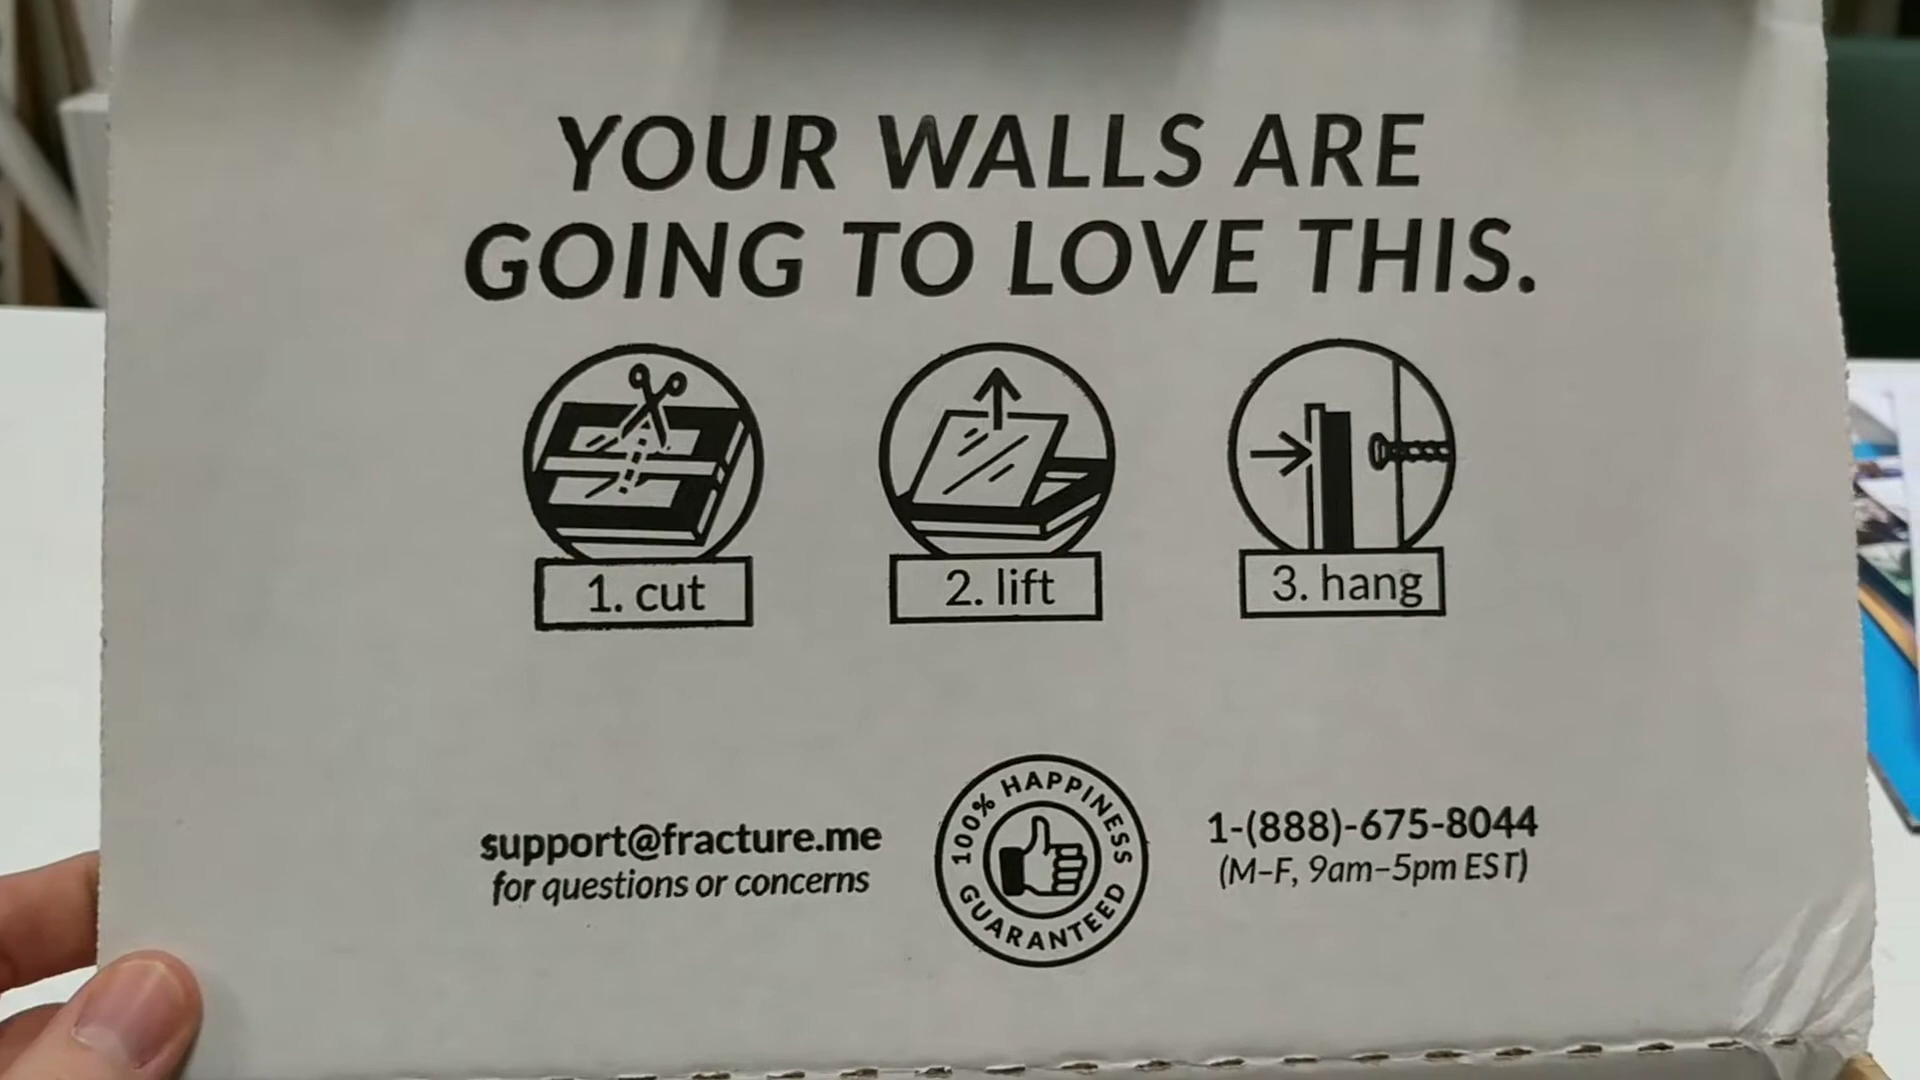 YOUR WALLS ARE
GOING TO LOVE THIS.
1. cut
2. lift
3. hang
support@fracture.me
for questions or concerns
100% HAPPINESS
GUARANTEED
1-(888)-675-8044
(M–F, 9am–5pm EST)